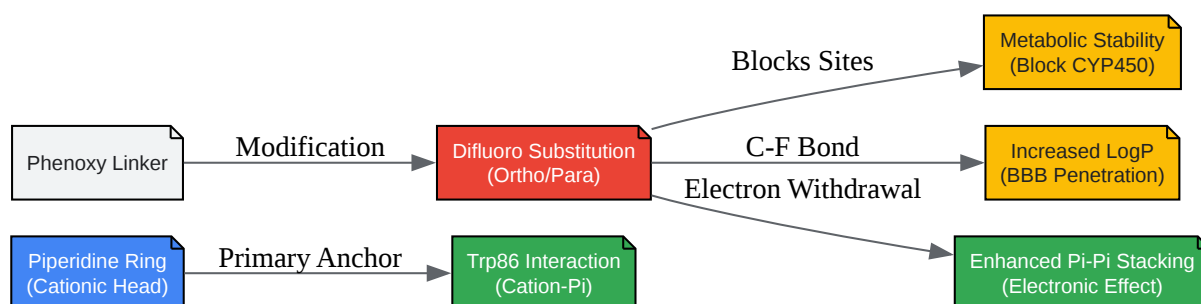 Metabolic Stability
(Block CYP450)
Blocks Sites
Phenoxy Linker
Modification
Difluoro Substitution
(Ortho/Para)
C-F Bond
Increased LogP
(BBB Penetration)
Electron Withdrawal
Piperidine Ring
(Cationic Head)
Primary Anchor
Trp86 Interaction
(Cation-Pi)
Enhanced Pi-Pi Stacking
(Electronic Effect)